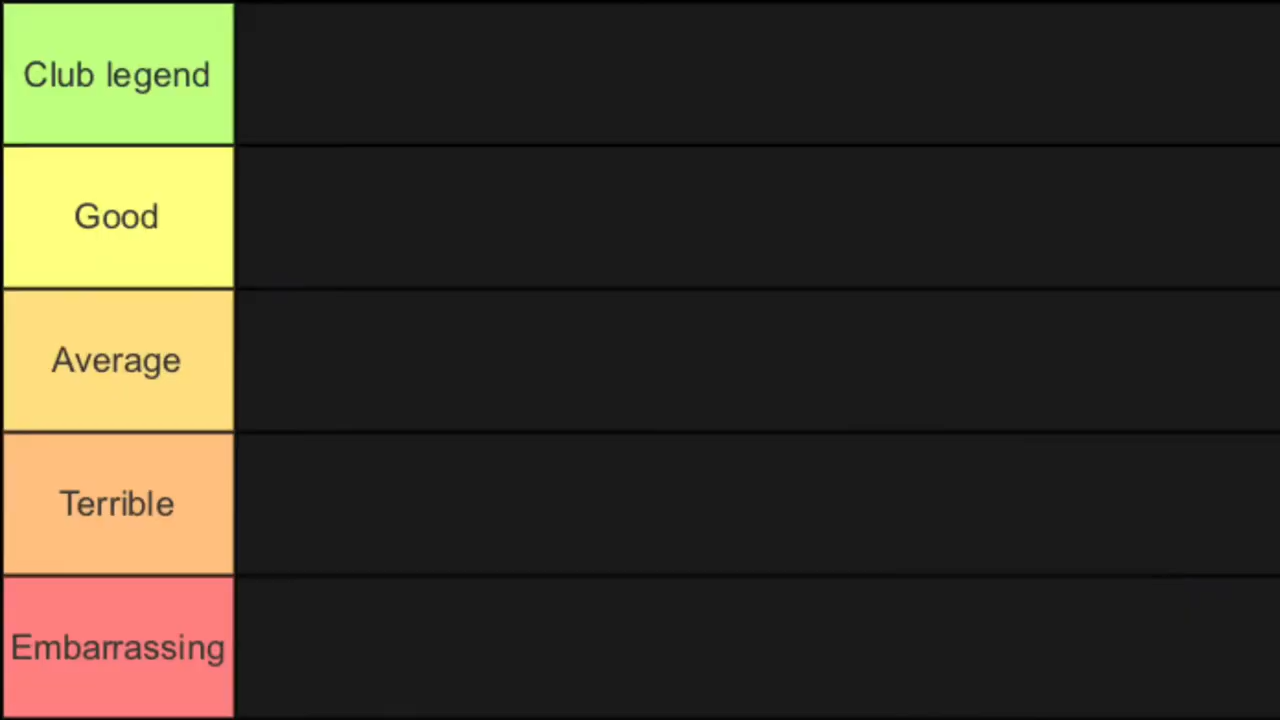 Club legend
Good
Average
Terrible
Embarrassing